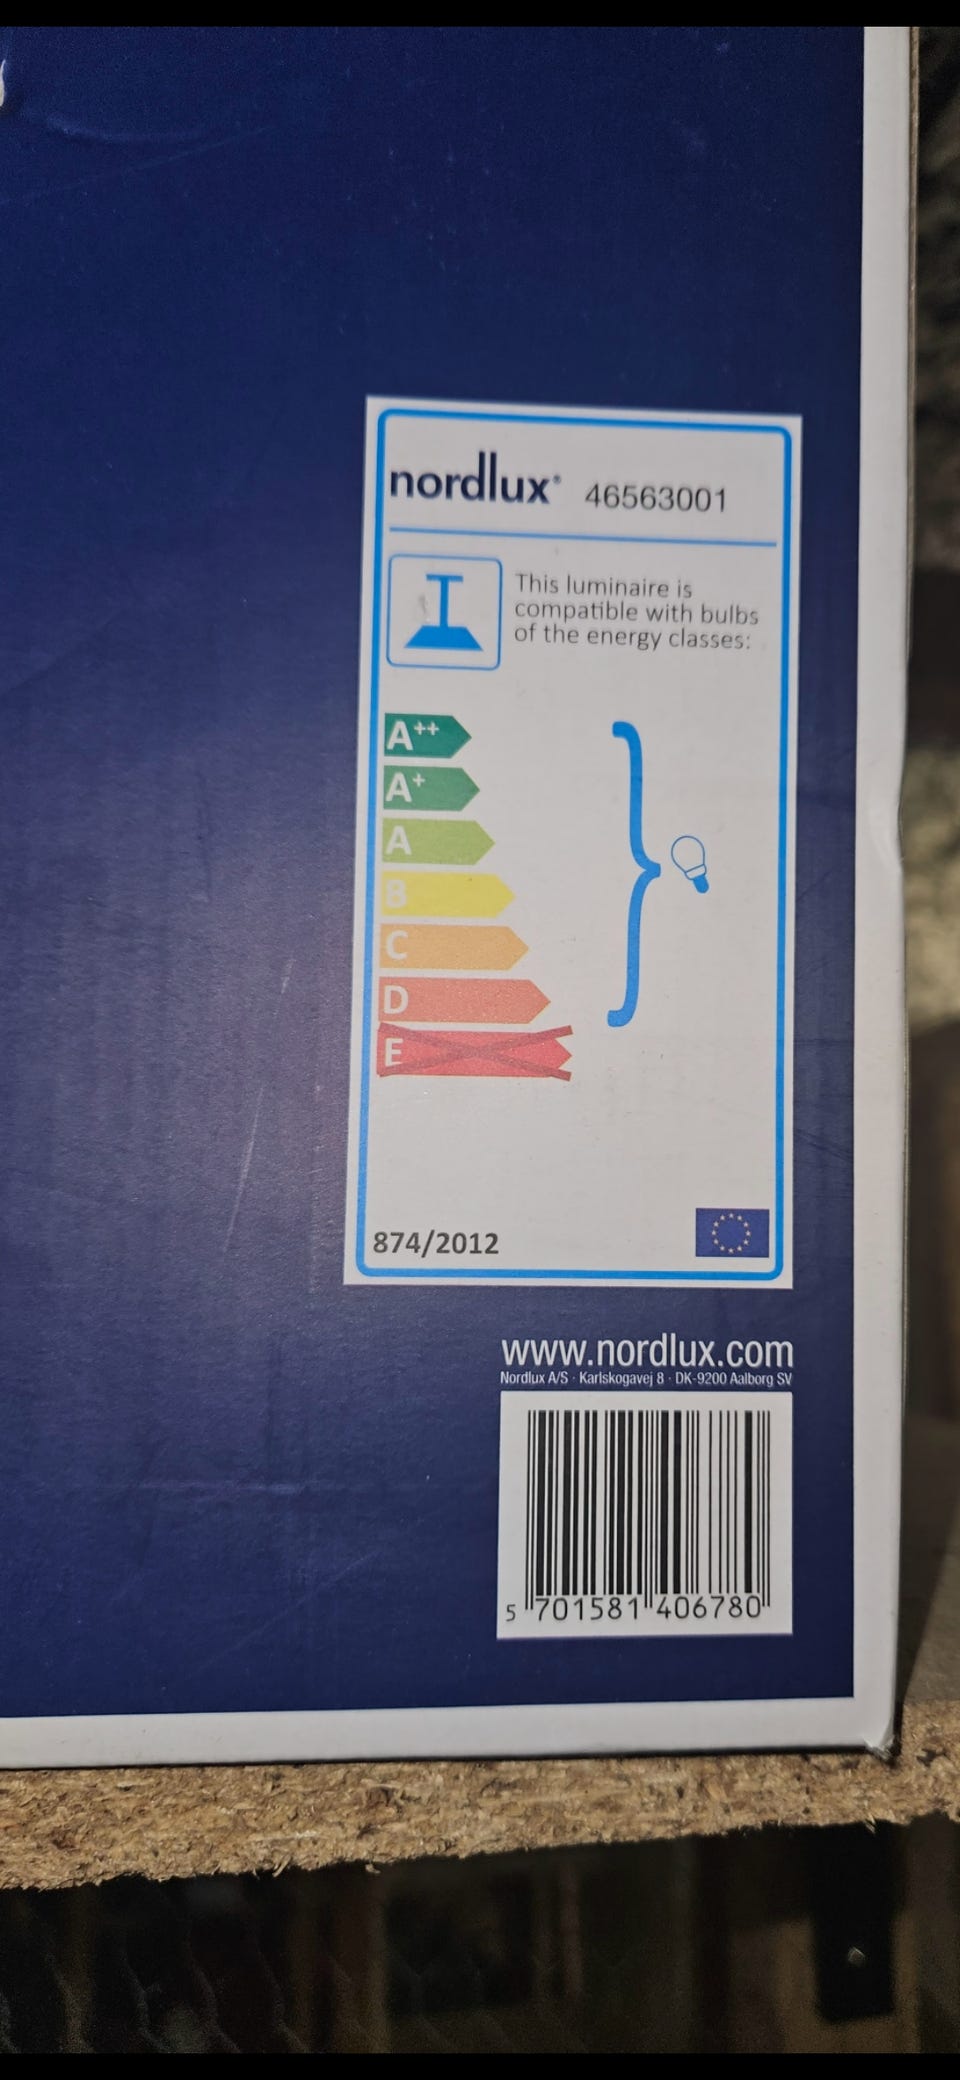 nordlux® 46563001
This luminaire is
compatible with bulbs
of the energy classes:
A++
A+
A
B
C
D
E
874/2012
www.nordlux.com
Nordlux A/S · Karlskogavej 8 · DK-9200 Aalborg SV
5 701581 406780